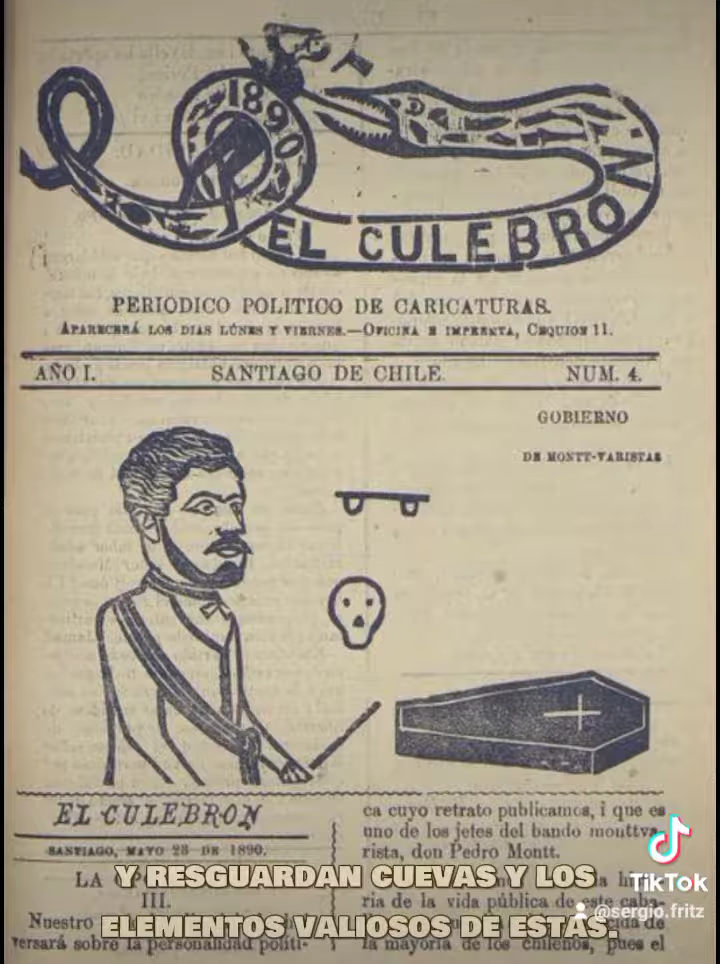 1890
EL CULEBRON
PERIODICO POLITICO DE CARICATURAS.
APARECERÁ LOS DIAS LÚNES Y VIERNES.—OFICINA E IMPRENTA, CEQUION 11.
AÑO I. SANTIAGO DE CHILE. NUM. 4.
GOBIERNO
DE MONTT-VARISTAS
EL CULEBRON
SANTIAGO, MAYO 23 DE 1890.
LA
III.
Nuestro
versará sobre la personalidad políti-
ca cuyo retrato publicamos, i que es
uno de los jefes del bando monttva-
rista, don Pedro Montt.
ria de la vida pública de este caba-
la mayoría de los chilenos, pues el
Y RESGUARDAN CUEVAS Y LOS
ELEMENTOS VALIOSOS DE ESTAS.
TikTok
@sergio.fritz